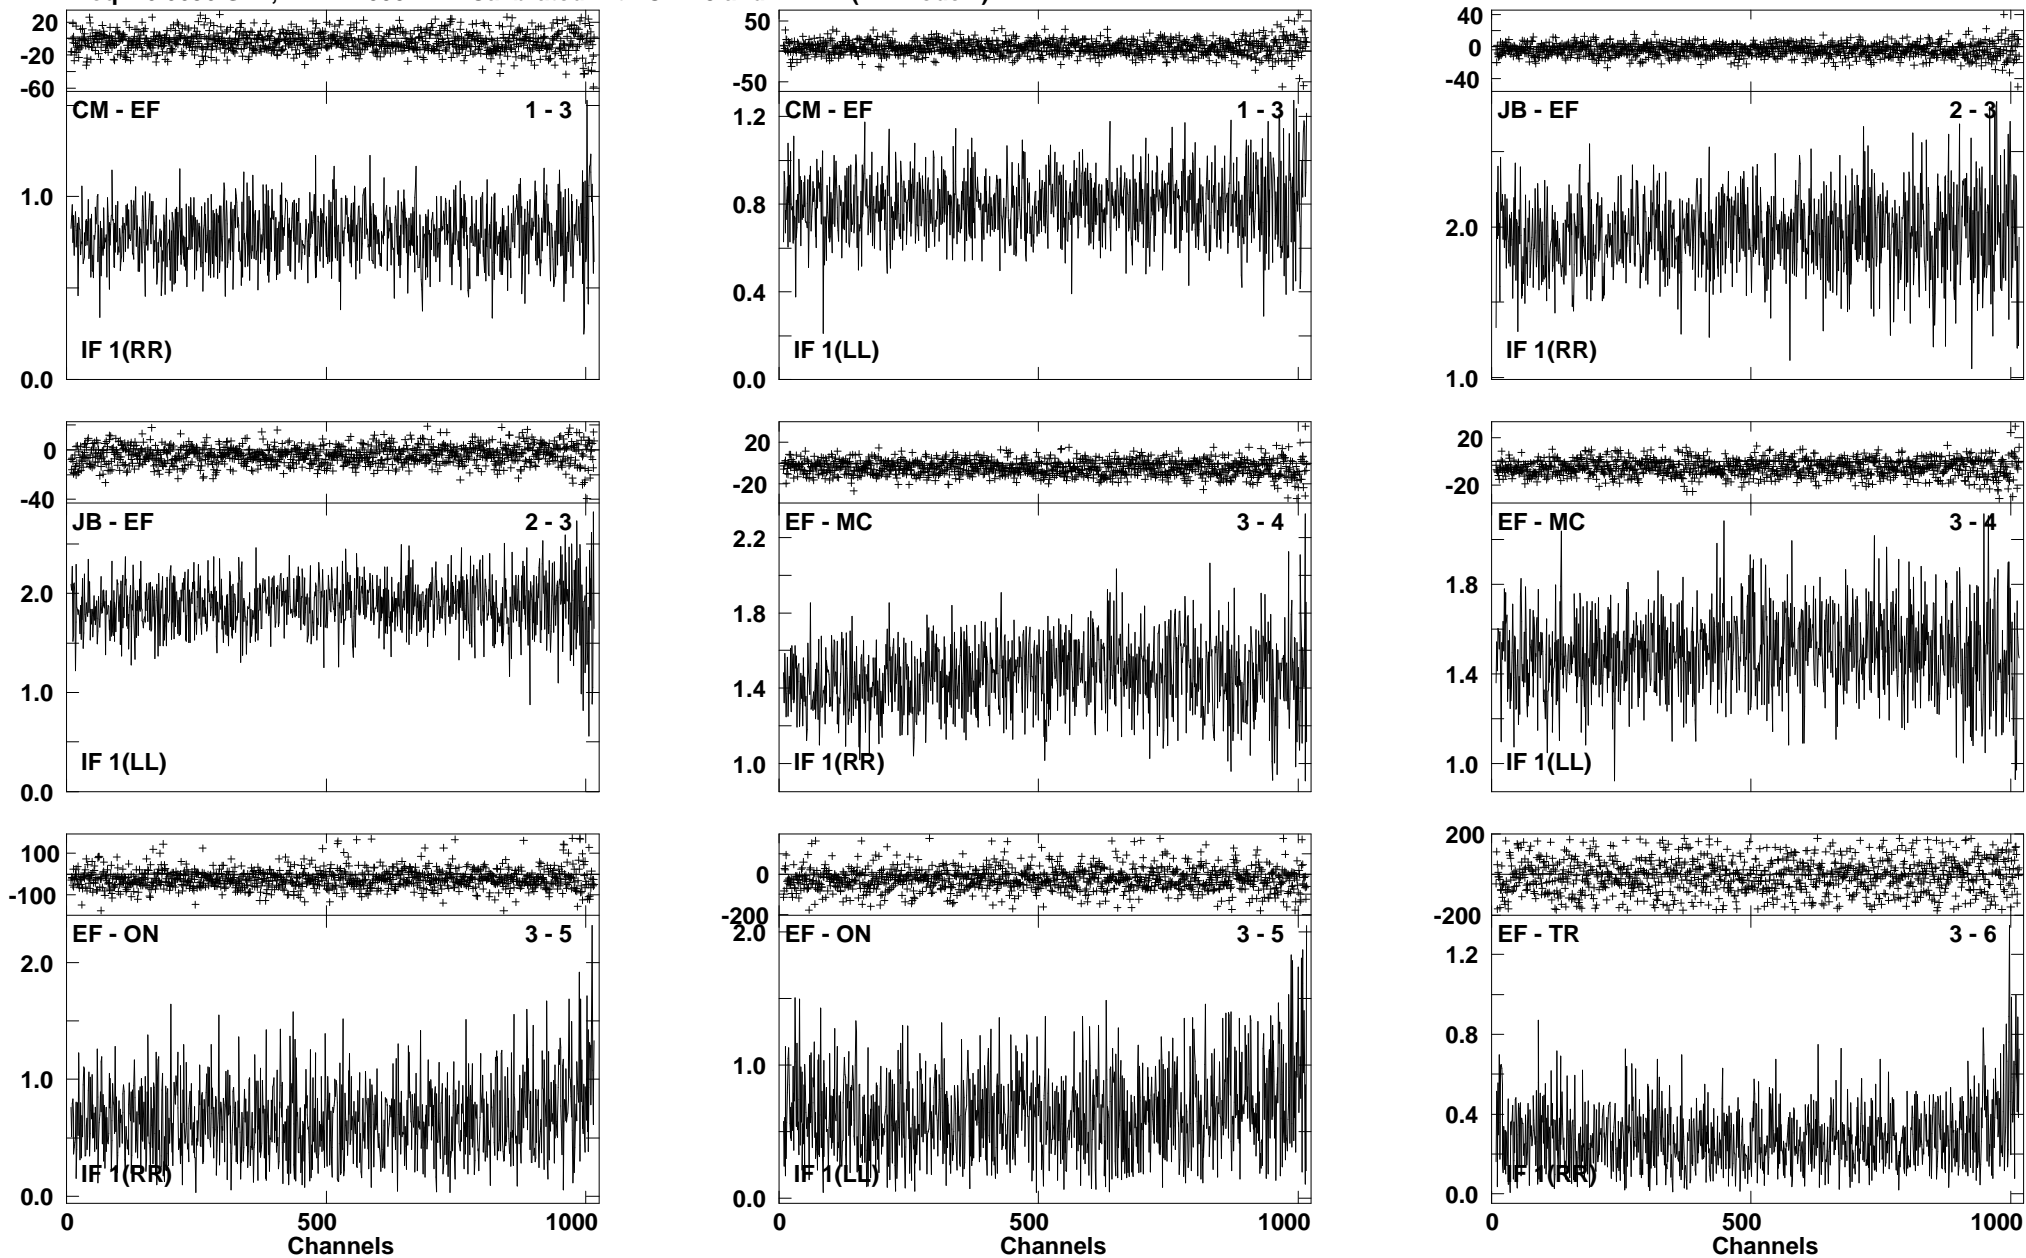 20
-20
-60
CM - EF 1 - 3
1.0
IF 1(RR)
0.0
50
-50
CM - EF 1 - 3
1.2
0.8
0.4
IF 1(LL)
0.0
40
0
-40
JB - EF 2 - 3
2.0
IF 1(RR)
1.0
0
-40
JB - EF 2 - 3
2.0
1.0
IF 1(LL)
0.0
20
-20
EF - MC 3 - 4
2.2
1.8
1.4
1.0
IF 1(RR)
20
-20
EF - MC 3 - 4
1.8
1.4
1.0
IF 1(LL)
100
-100
EF - ON 3 - 5
2.0
1.0
IF 1(RR)
0.0
0 500 1000
Channels
0
-200
2.0
EF - ON 3 - 5
1.0
IF 1(LL)
0.0
0 500 1000
Channels
200
-200
EF - TR 3 - 6
1.2
0.8
0.4
IF 1(RR)
0.0
0 500 1000
Channels